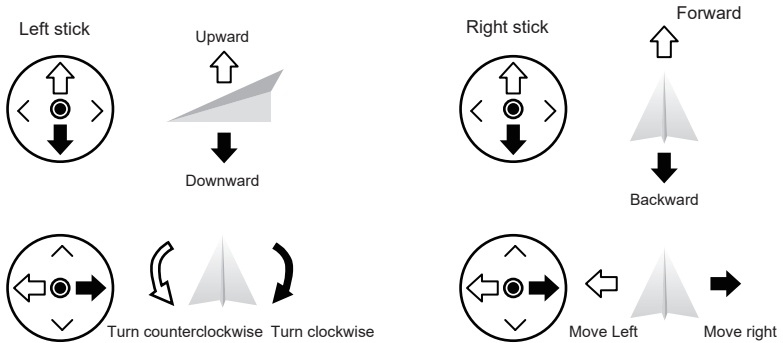 Left stick
Upward
Downward
Turn counterclockwise
Turn clockwise
Right stick
Forward
Backward
Move Left
Move right